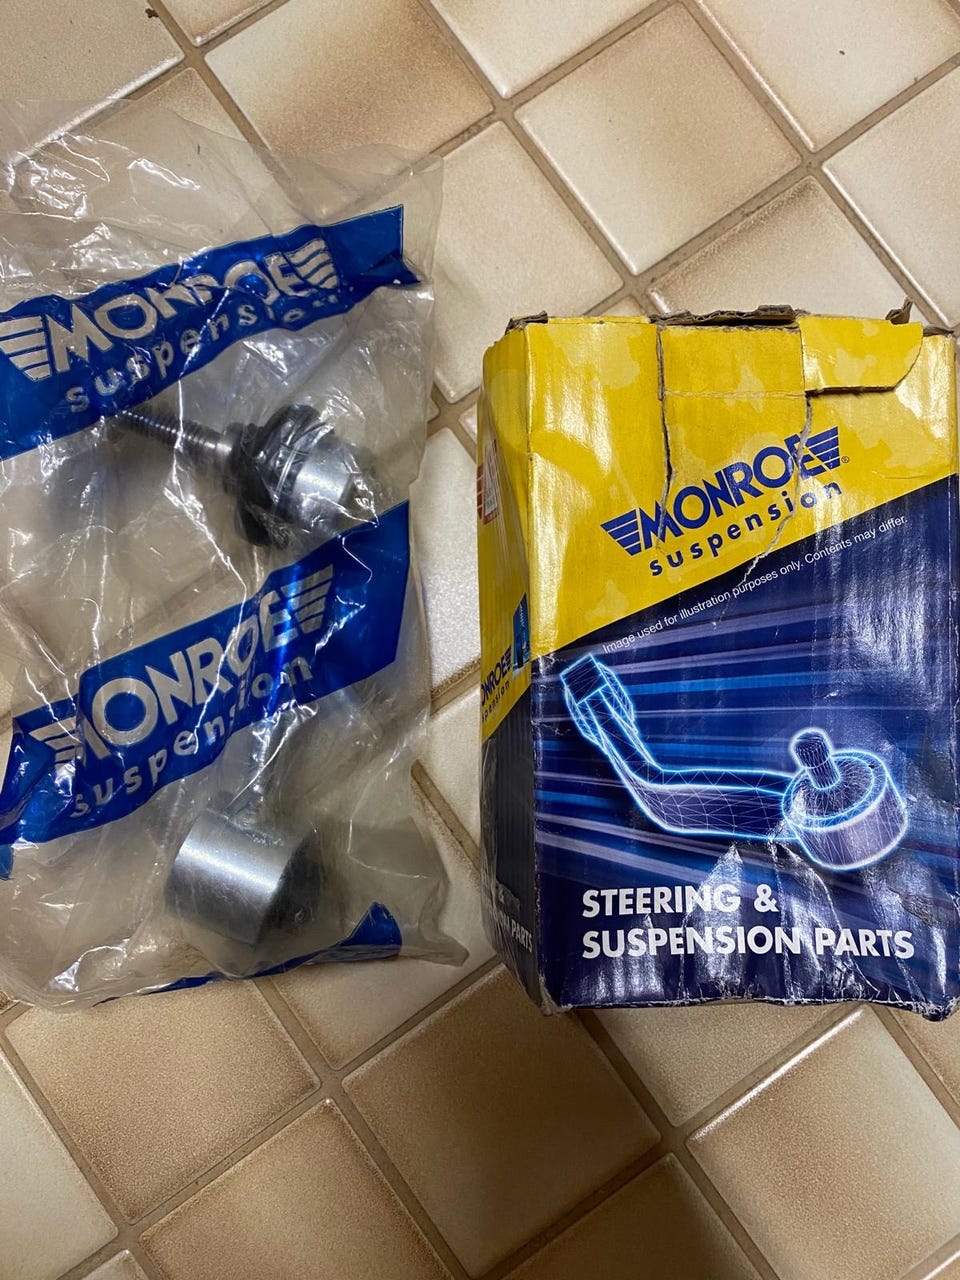 MONROE
suspension
MONROE
suspension
MONROE®
suspension
Image used for illustration purposes only. Contents may differ.
STEERING &
SUSPENSION PARTS
MONROE
suspension
PARTS